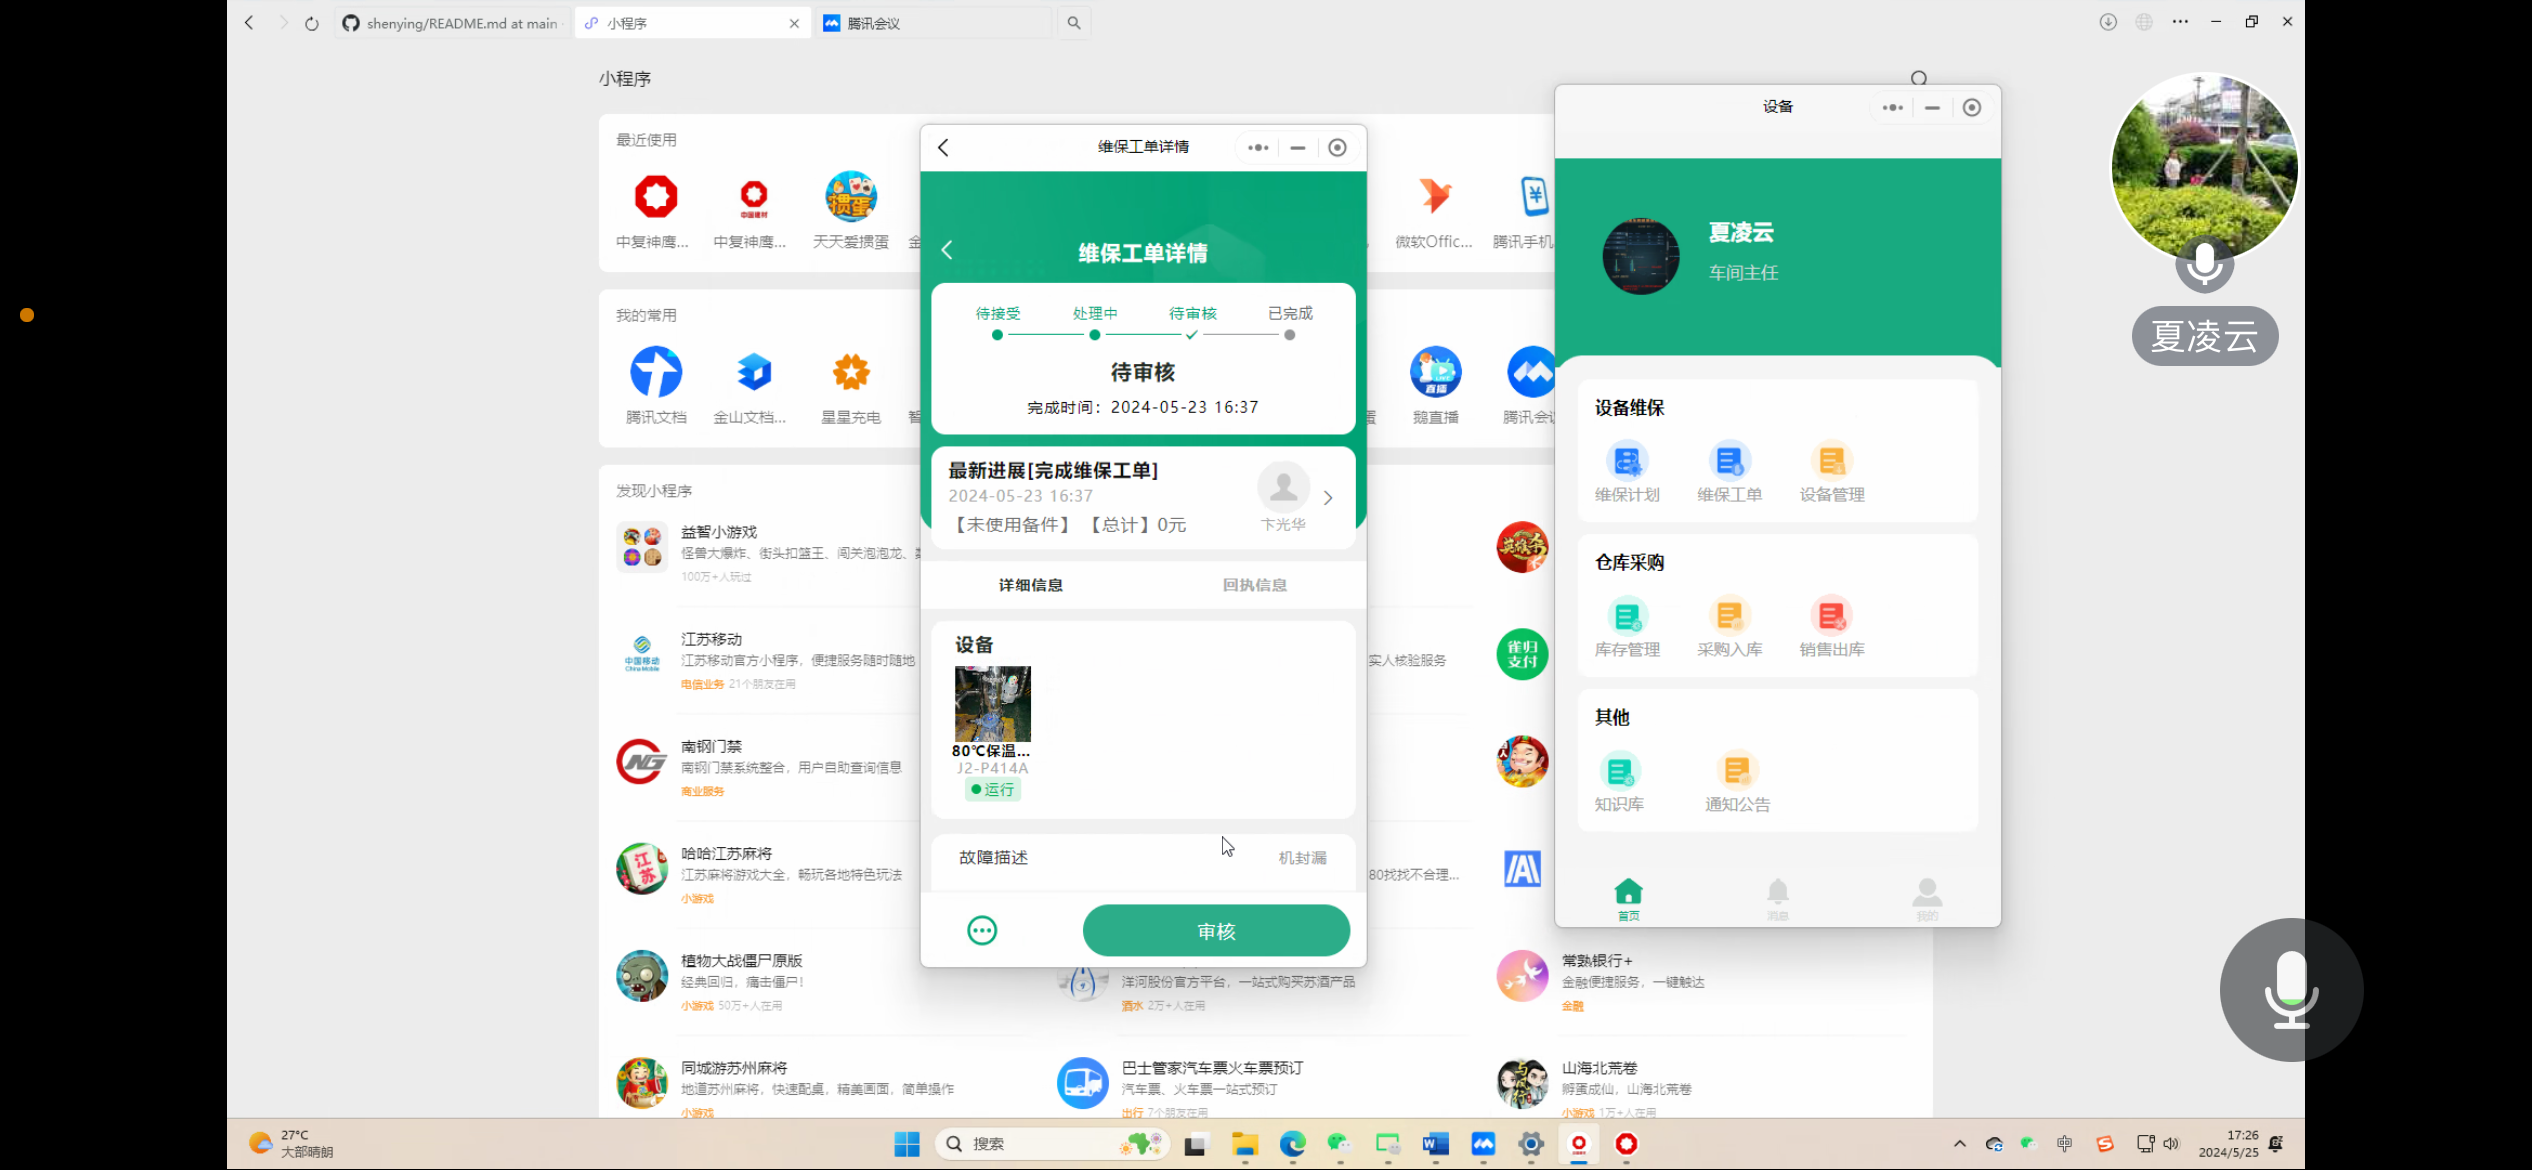 shenying/README.md at main
小程序
腾讯会议
小程序
最近使用
中复神鹰...
中复神鹰...
天天爱掼蛋
微软Offic...
腾讯手机
我的常用
腾讯文档
金山文档...
星星充电
鹅直播
腾讯会议
发现小程序
益智小游戏
怪兽大爆炸、街头扣篮王、闯关泡泡龙、
100万+人玩过
江苏移动
江苏移动官方小程序，便捷服务随时随地
电信业务 21个朋友在用
南钢门禁
南钢门禁系统整合，用户自助查询信息
商业服务
哈哈江苏麻将
江苏麻将游戏大全，畅玩各地特色玩法
小游戏
植物大战僵尸原版
经典回归，痛击僵尸！
小游戏 50万+人在用
同城游苏州麻将
地道苏州麻将，快速配桌，精美画面，简单操作
小游戏
维保工单详情
维保工单详情
待接受
处理中
待审核
已完成
待审核
完成时间：2024-05-23 16:37
最新进展[完成维保工单]
2024-05-23 16:37
【未使用备件】【总计】0元
卞光华
详细信息
回执信息
设备
80℃保温...
J2-P414A
运行
故障描述
机封漏
审核
实人核验服务
80找找不合理...
洋河股份官方平台，一站式购买苏酒产品
酒水 2万+人在用
巴士管家汽车票火车票预订
汽车票、火车票一站式预订
出行 7个朋友在用
英雄杀
雀归
支付
常熟银行+
金融便捷服务，一键触达
金融
山海北荒卷
孵蛋成仙，山海北荒卷
小游戏 1万+人在用
设备
夏凌云
车间主任
设备维保
维保计划
维保工单
设备管理
仓库采购
库存管理
采购入库
销售出库
其他
知识库
通知公告
首页
消息
我的
夏凌云
27°C
大部晴朗
搜索
中
17:26
2024/5/25